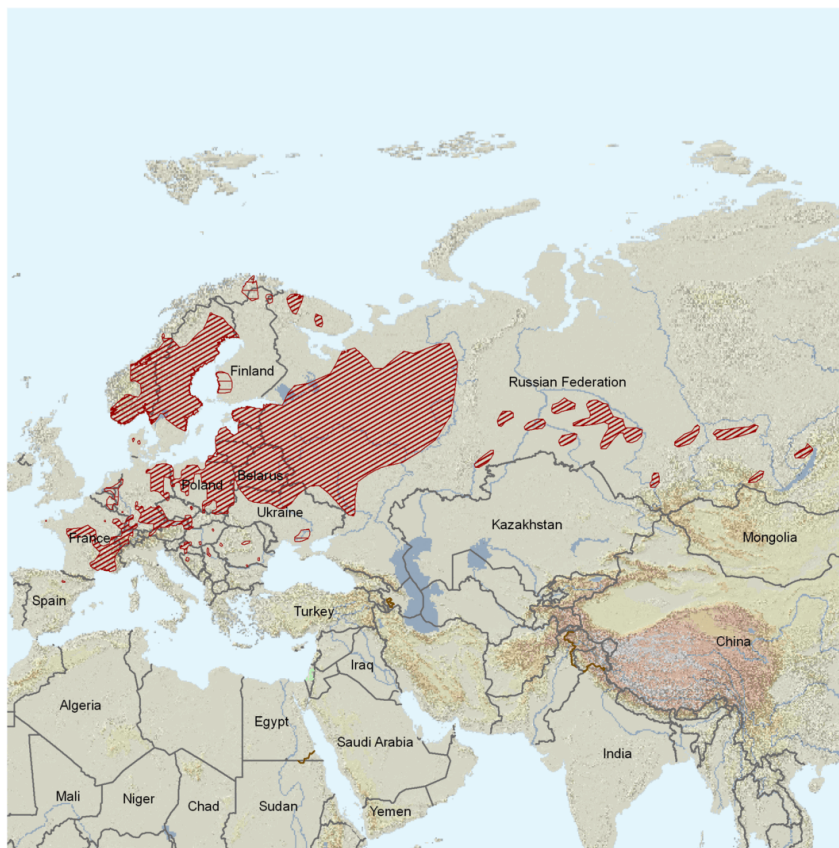 Finland
Russian Federation
Poland
Belarus
Ukraine
France
Kazakhstan
Mongolia
Spain
Turkey
China
Iraq
Algeria
Egypt
Saudi Arabia
India
Mali
Niger
Chad
Sudan
Yemen